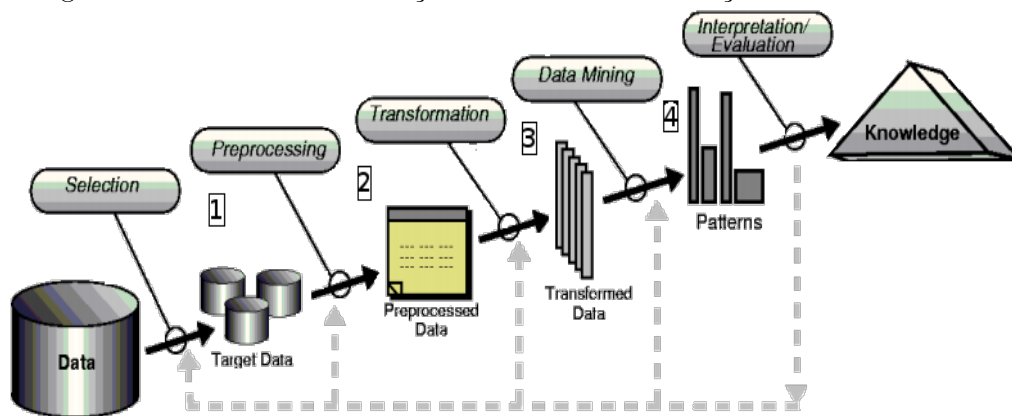 Interpretation/
Evaluation
Data Mining
Transformation
Preprocessing
Selection
1
2
3
4
Knowledge
Patterns
Transformed
Data
Preprocessed
Data
Target Data
Data